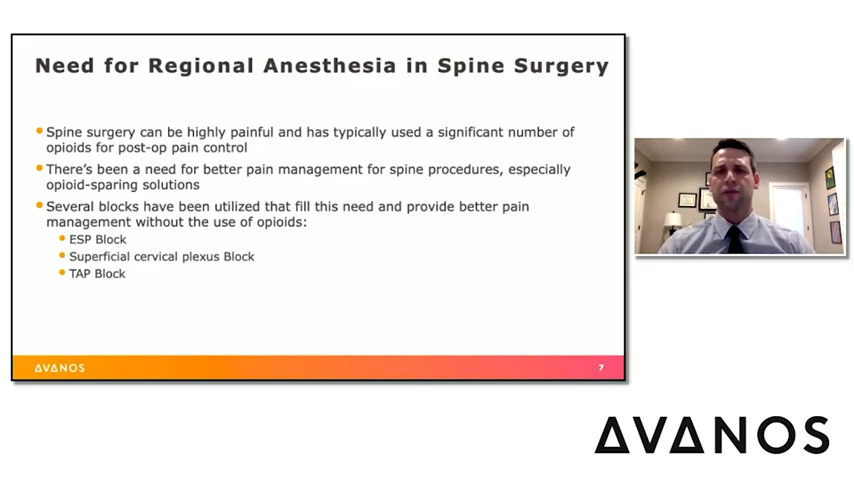 Need for Regional Anesthesia in Spine Surgery
• Spine surgery can be highly painful and has typically used a significant number of
opioids for post-op pain control
• There's been a need for better pain management for spine procedures, especially
opioid-sparing solutions
• Several blocks have been utilized that fill this need and provide better pain
management without the use of opioids:
• ESP Block
• Superficial cervical plexus Block
• TAP Block
AVANOS
7
AVANOS